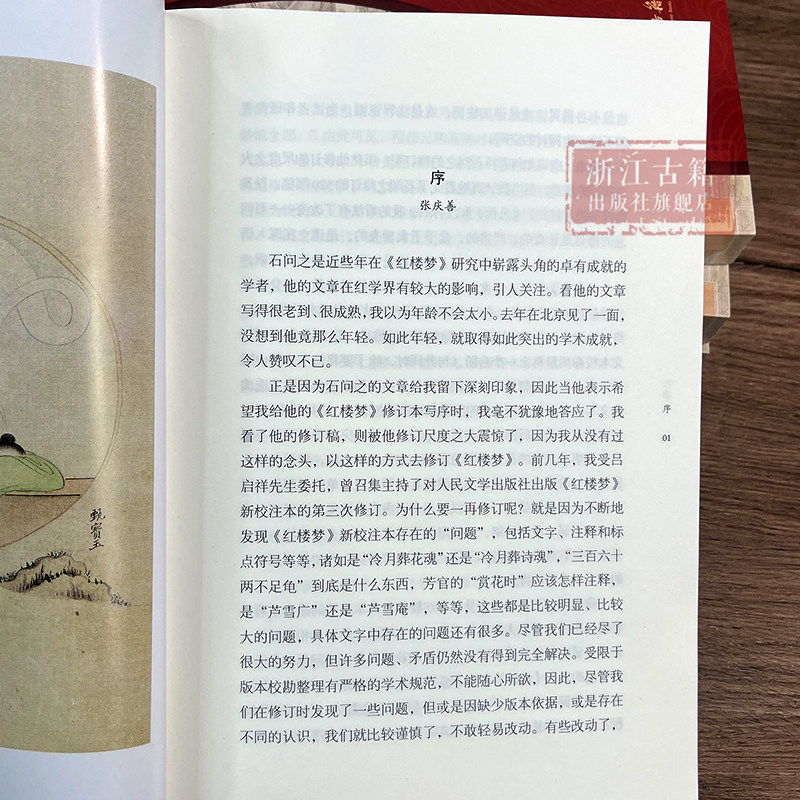 浙江古籍
出版社旗舰店
序
张庆善
石问之是近些年在《红楼梦》研究中崭露头角的卓有成就的
学者，他的文章在红学界有较大的影响，引人关注。看他的文章
写得很老到、很成熟，我以为年龄不会太小。去年在北京见了一面，
没想到他竟那么年轻。如此年轻，就取得如此突出的学术成就，
令人赞叹不已。
正是因为石问之的文章给我留下深刻印象，因此当他表示希
望我给他的《红楼梦》修订本写序时，我毫不犹豫地答应了。我
看了他的修订稿，则被他修订尺度之大震惊了，因为我从没有过
这样的念头，以这样的方式去修订《红楼梦》。前几年，我受吕
启祥先生委托，曾召集主持了对人民文学出版社出版《红楼梦》
新校注本的第三次修订。为什么要一再修订呢？就是因为不断地
发现《红楼梦》新校注本存在的“问题”，包括文字、注释和标
点符号等等，诸如是“冷月葬花魂”还是“冷月葬诗魂”，“三百六十
两不足龟”到底是什么东西，芳官的“赏花时”应该怎样注释，
是“芦雪广”还是“芦雪庵”，等等，这些都是比较明显、比较
大的问题，具体文字中存在的问题还有很多。尽管我们已经尽了
很大的努力，但许多问题、矛盾仍然没有得到完全解决。受限于
版本校勘整理有严格的学术规范，不能随心所欲，因此，尽管我
们在修订时发现了一些问题，但或是因缺少版本依据，或是存在
不同的认识，我们就比较谨慎了，不敢轻易改动。有些改动了，
序
01
甄寶玉